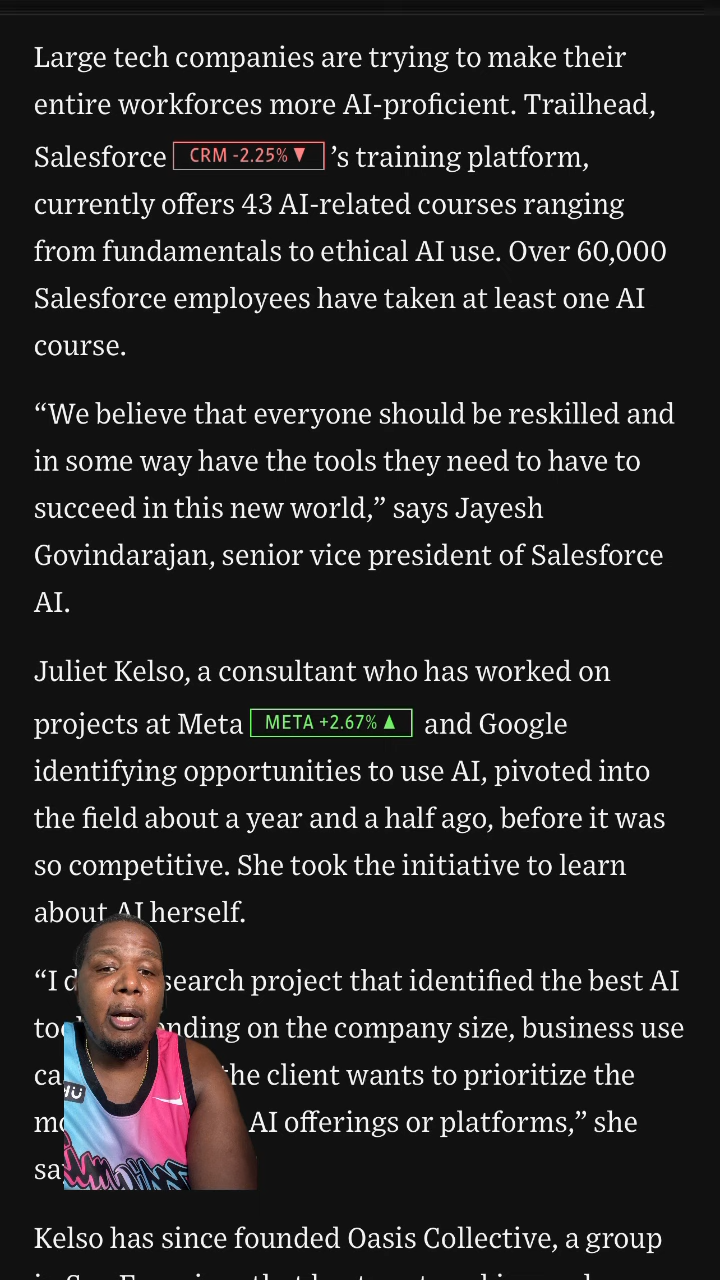 Large tech companies are trying to make their
entire workforces more AI-proficient. Trailhead,
Salesforce CRM -2.25% ▼ ’s training platform,
currently offers 43 AI-related courses ranging
from fundamentals to ethical AI use. Over 60,000
Salesforce employees have taken at least one AI
course.
“We believe that everyone should be reskilled and
in some way have the tools they need to have to
succeed in this new world,” says Jayesh
Govindarajan, senior vice president of Salesforce
AI.
Juliet Kelso, a consultant who has worked on
projects at Meta META +2.67% ▲ and Google
identifying opportunities to use AI, pivoted into
the field about a year and a half ago, before it was
so competitive. She took the initiative to learn
about AI herself.
“I project that identified the best AI
on the company size, business use
the client wants to prioritize the
AI offerings or platforms,” she
Kelso has since founded Oasis Collective, a group